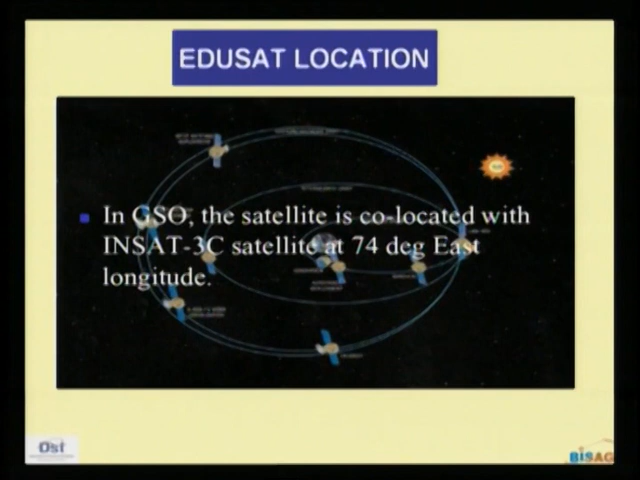 EDUSAT LOCATION
In GSO, the satellite is co-located with
INSAT-3C satellite at 74 deg East
longitude.
BISAG